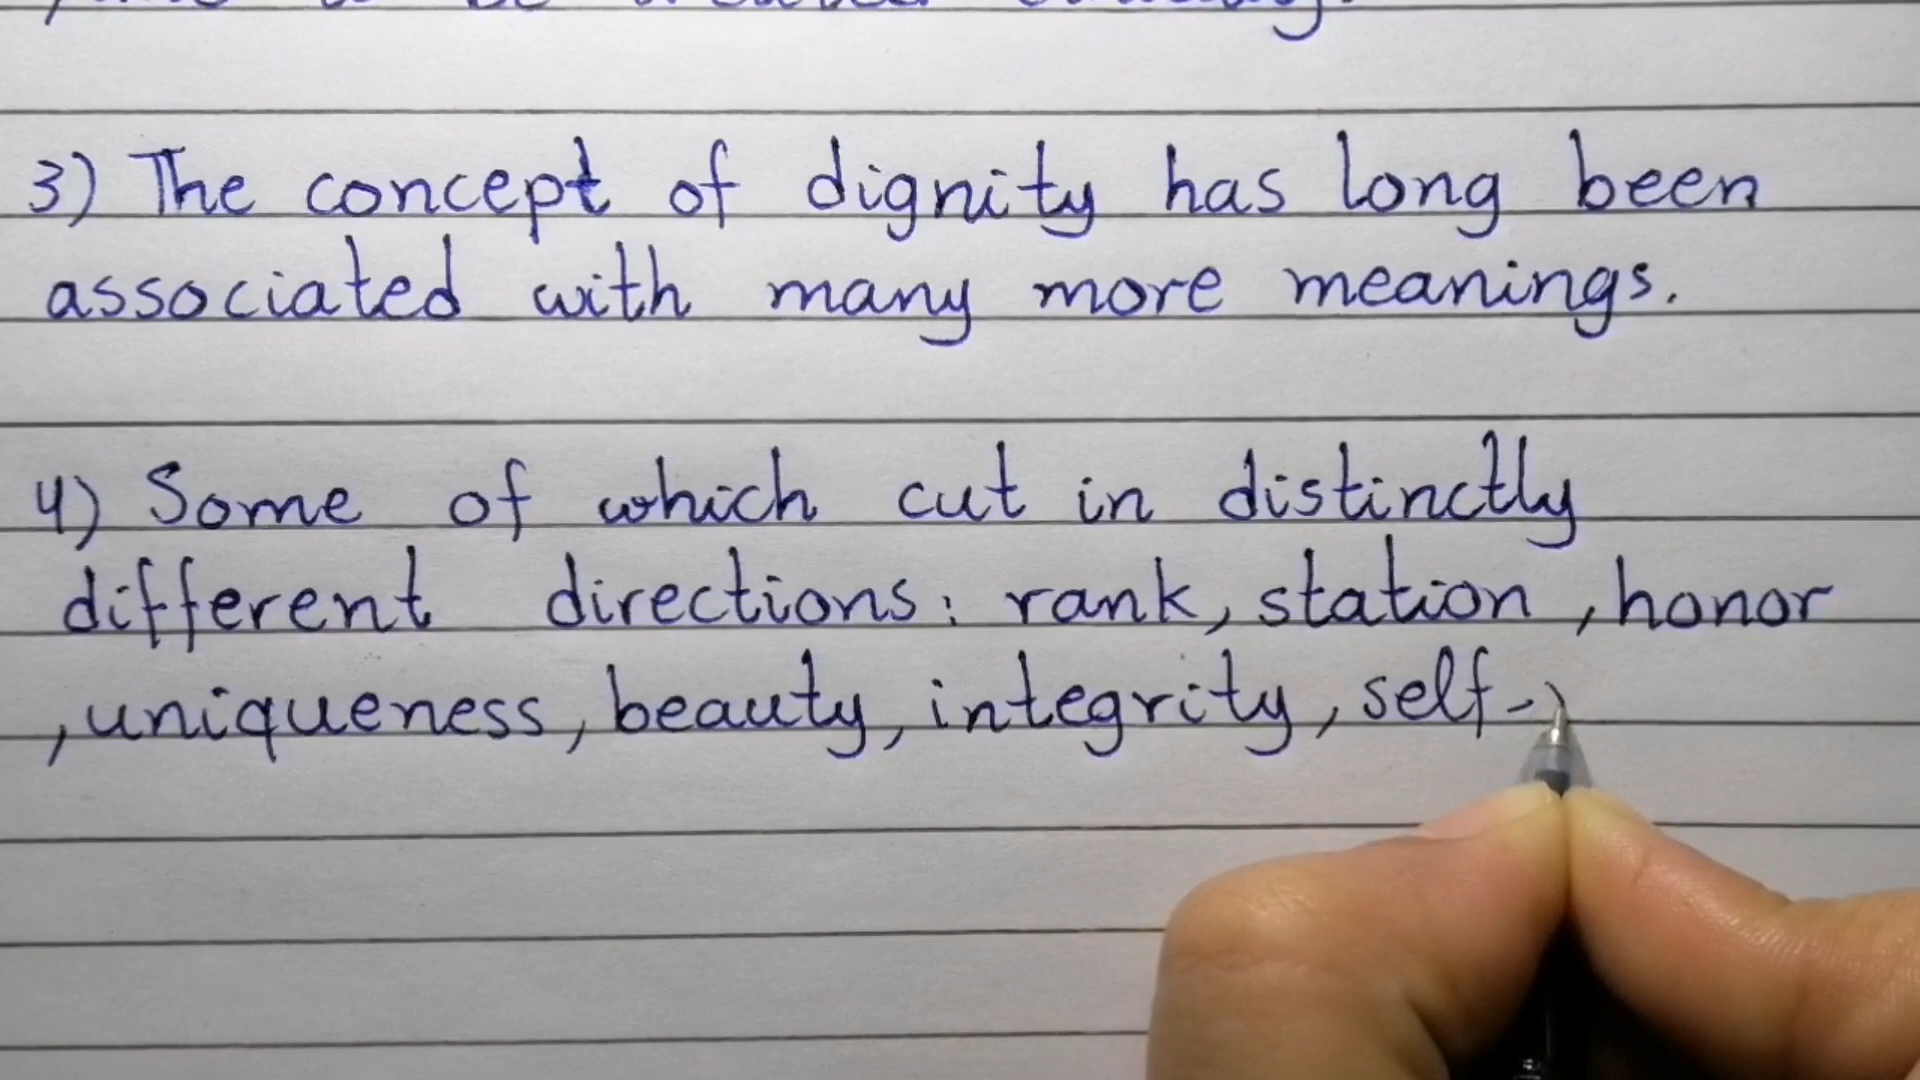 3) The concept of dignity has long been
associated with many more meanings.
4) Some of which cut in distinctly
different directions: rank, station, honor
, uniqueness, beauty, integrity, self-